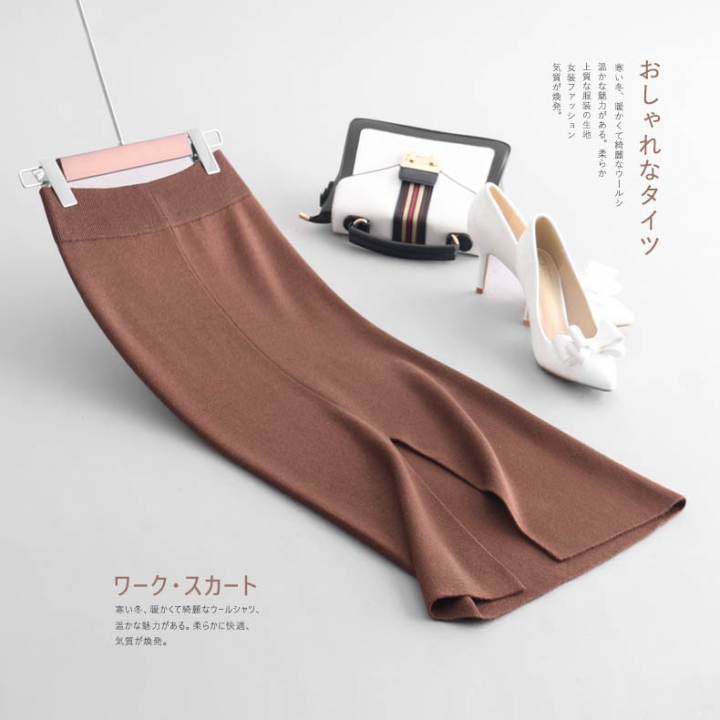 おしゃれなタイツ
寒い冬、暖かくて綺麗なウールシ
温かな魅力がある。柔らか
上質な服装の生地
女装ファッション
気質が煥発。
ワーク・スカート
寒い冬、暖かくて綺麗なウールシャツ、
温かな魅力がある。柔らかに快適、
気質が煥発。